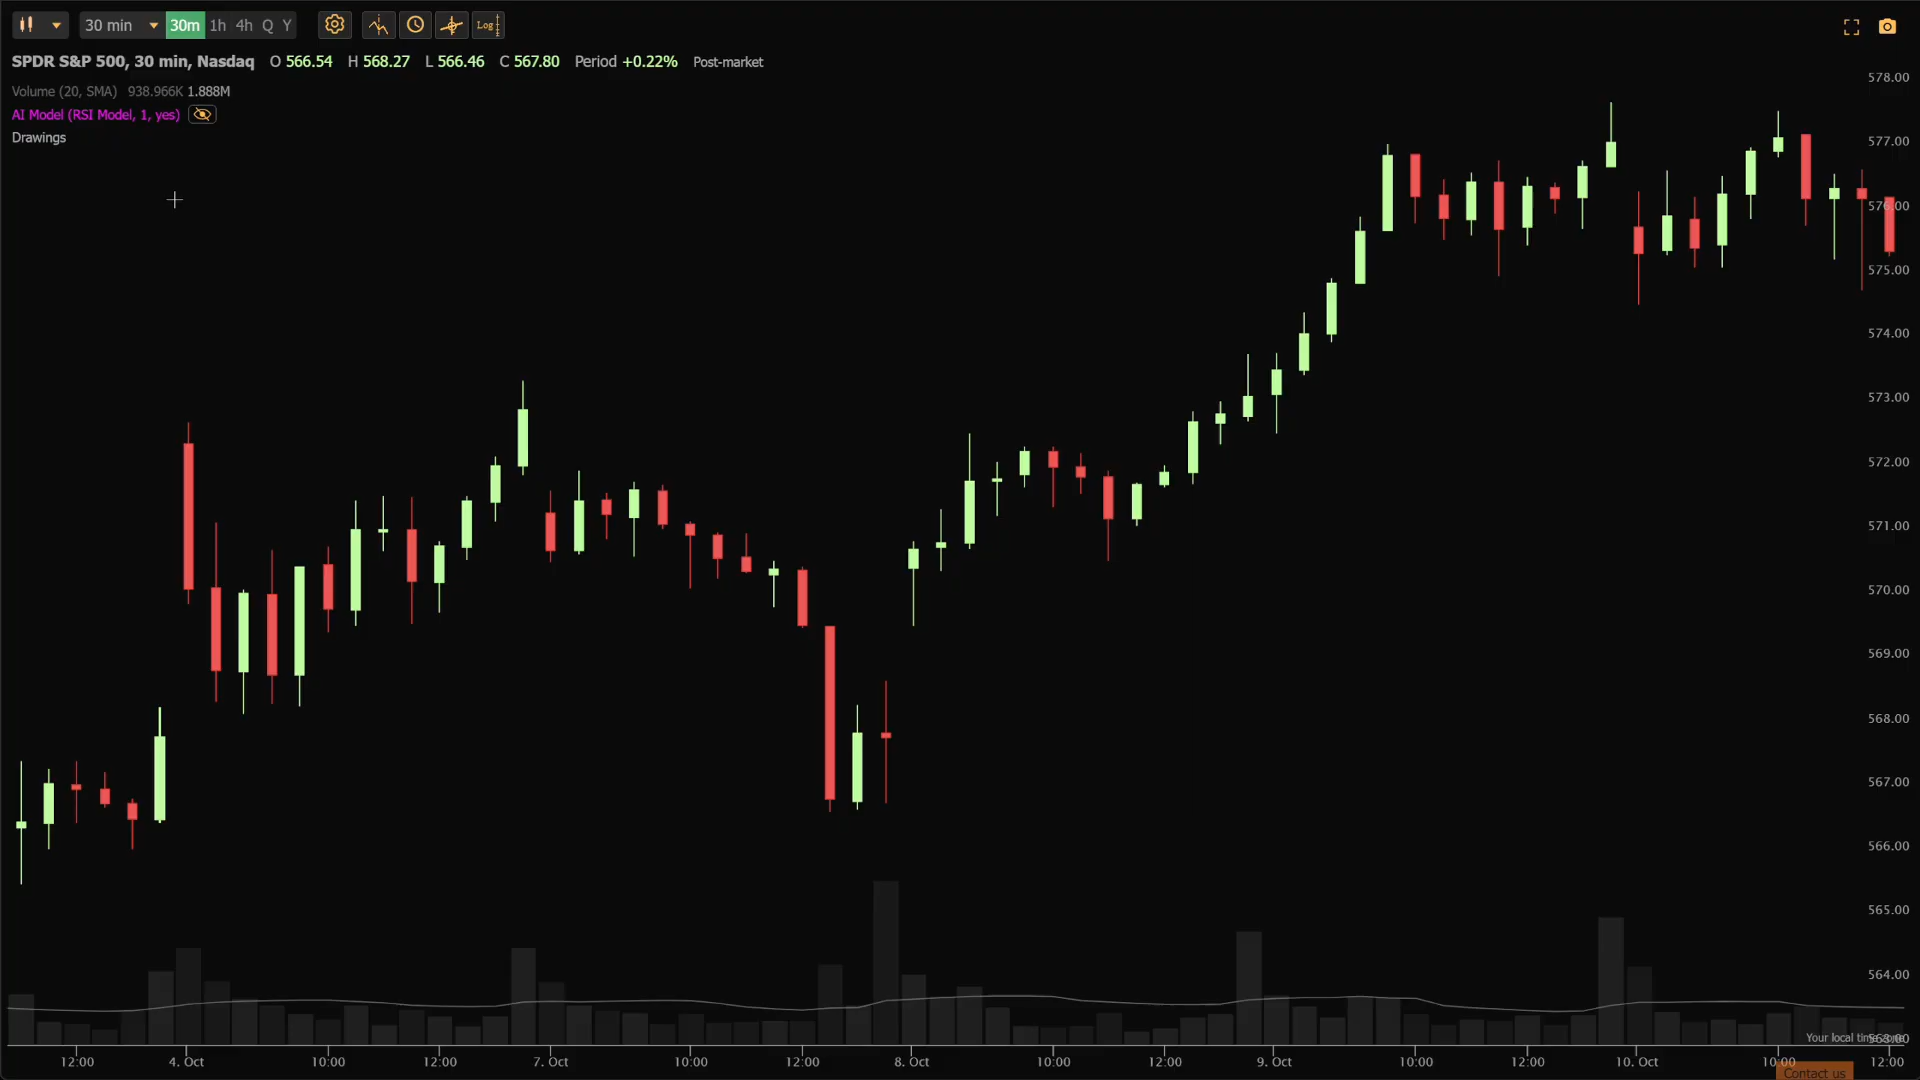 30 min 30m 1h 4h Q Y Log
SPDR S&P 500, 30 min, Nasdaq O 566.54 H 568.27 L 566.46 C 567.80 Period +0.22% Post-market
Volume (20, SMA) 938.966K 1.888M
AI Model (RSI Model, 1, yes)
Drawings
578.00
577.00
576.00
575.00
574.00
573.00
572.00
571.00
570.00
569.00
568.00
567.00
566.00
565.00
564.00
Your local time
12:00 4. Oct 10:00 12:00 7. Oct 10:00 12:00 8. Oct 10:00 12:00 9. Oct 10:00 12:00 10. Oct 10:00 12:00
Contact us